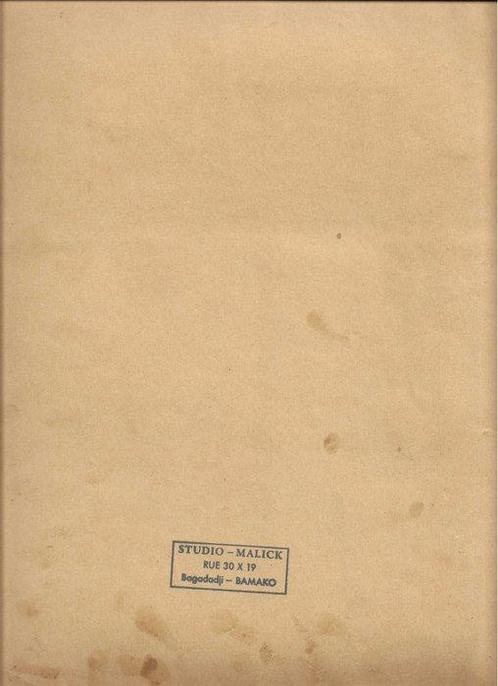 STUDIO – MALICK
RUE 30 X 19
Bagadadji – BAMAKO